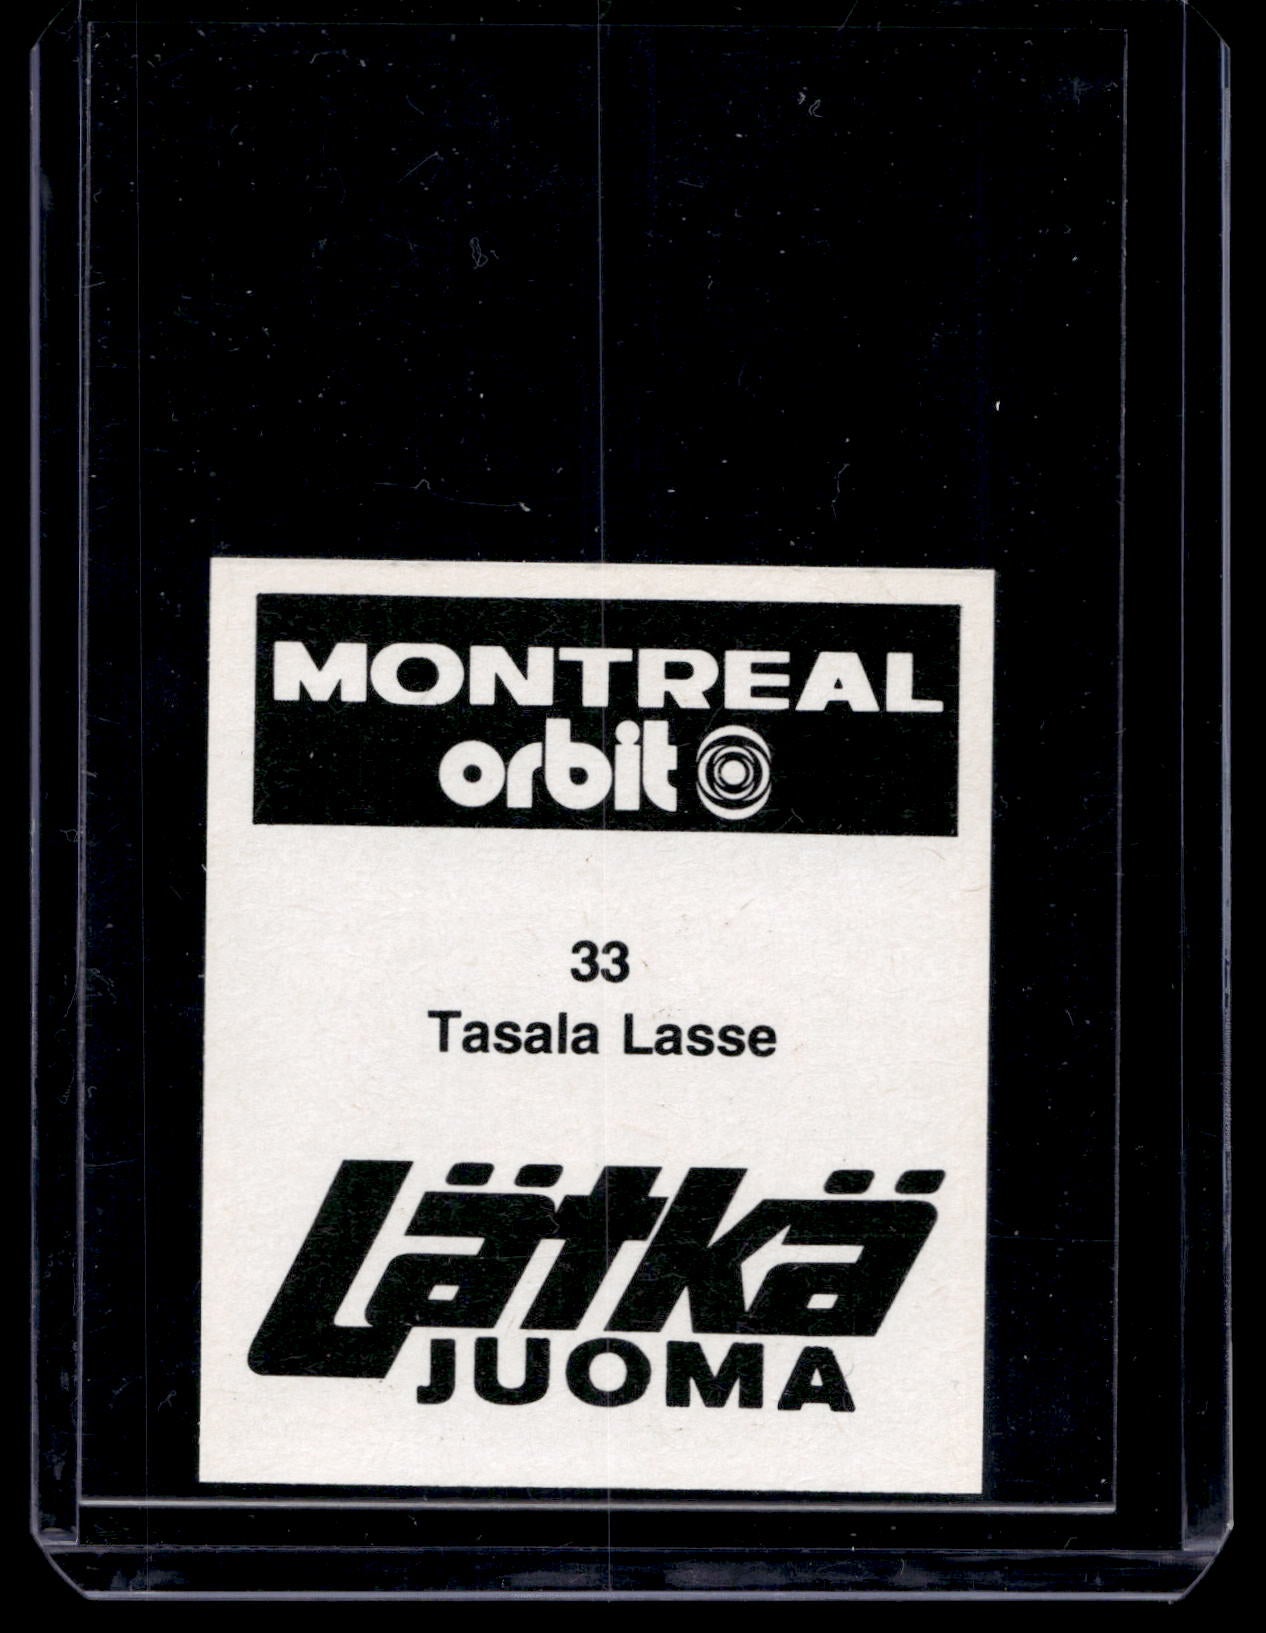 MONTREAL
orbit
33
Tasala Lasse
Lätkä
JUOMA